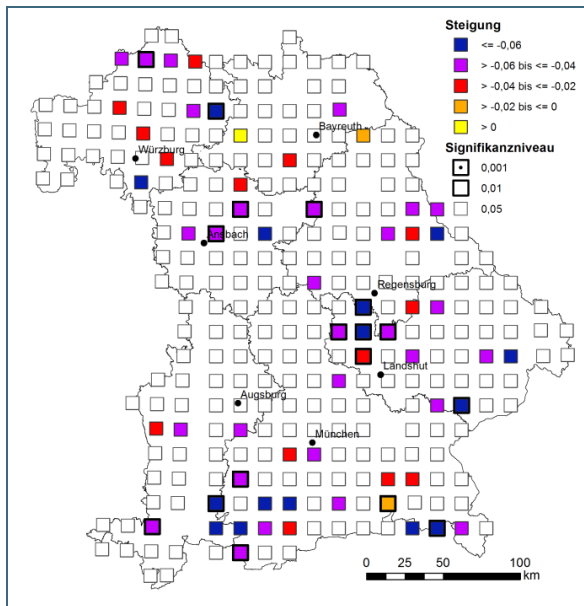 Steigung
<= -0,06
> -0,06 bis <= -0,04
> -0,04 bis <= -0,02
> -0,02 bis <= 0
> 0
Signifikanzniveau
0,001
0,01
0,05
Bayreuth
Würzburg
Ansbach
Regensburg
Landshut
Augsburg
München
0 25 50 100
km